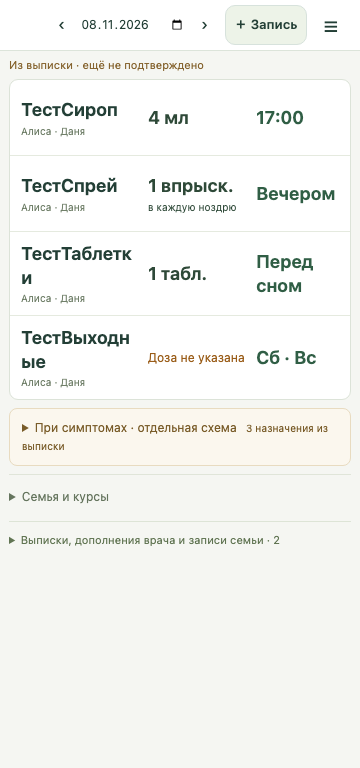 ‹ 08.11.2026 › + Запись ≡
Из выписки · ещё не подтверждено
ТестСироп 4 мл 17:00
Алиса · Даня
ТестСпрей 1 впрыск. Вечером
Алиса · Даня в каждую ноздрю
ТестТаблетк
и
1 табл.
Перед
сном
Алиса · Даня
ТестВыходн
ые
Доза не указана Сб · Вс
Алиса · Даня
▶ При симптомах · отдельная схема 3 назначения из
выписки
▶ Семья и курсы
▶ Выписки, дополнения врача и записи семьи · 2